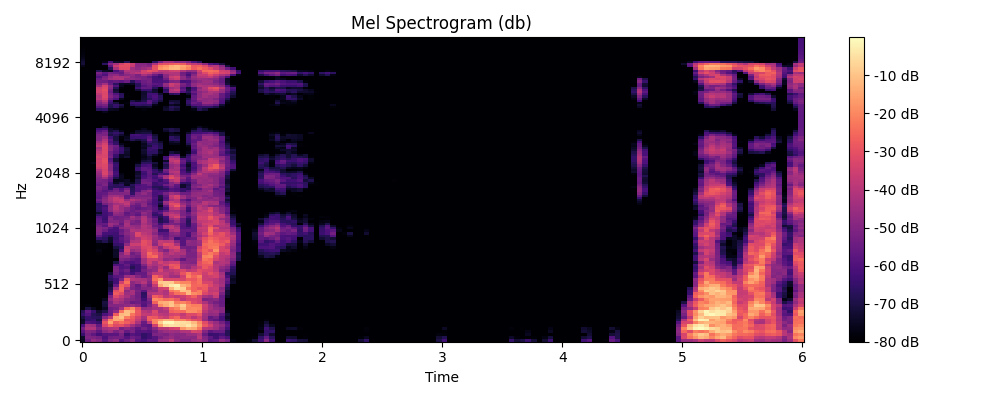 Mel Spectrogram (db)
Hz
8192
4096
2048
1024
512
0
0 1 2 3 4 5 6
Time
-10 dB
-20 dB
-30 dB
-40 dB
-50 dB
-60 dB
-70 dB
-80 dB